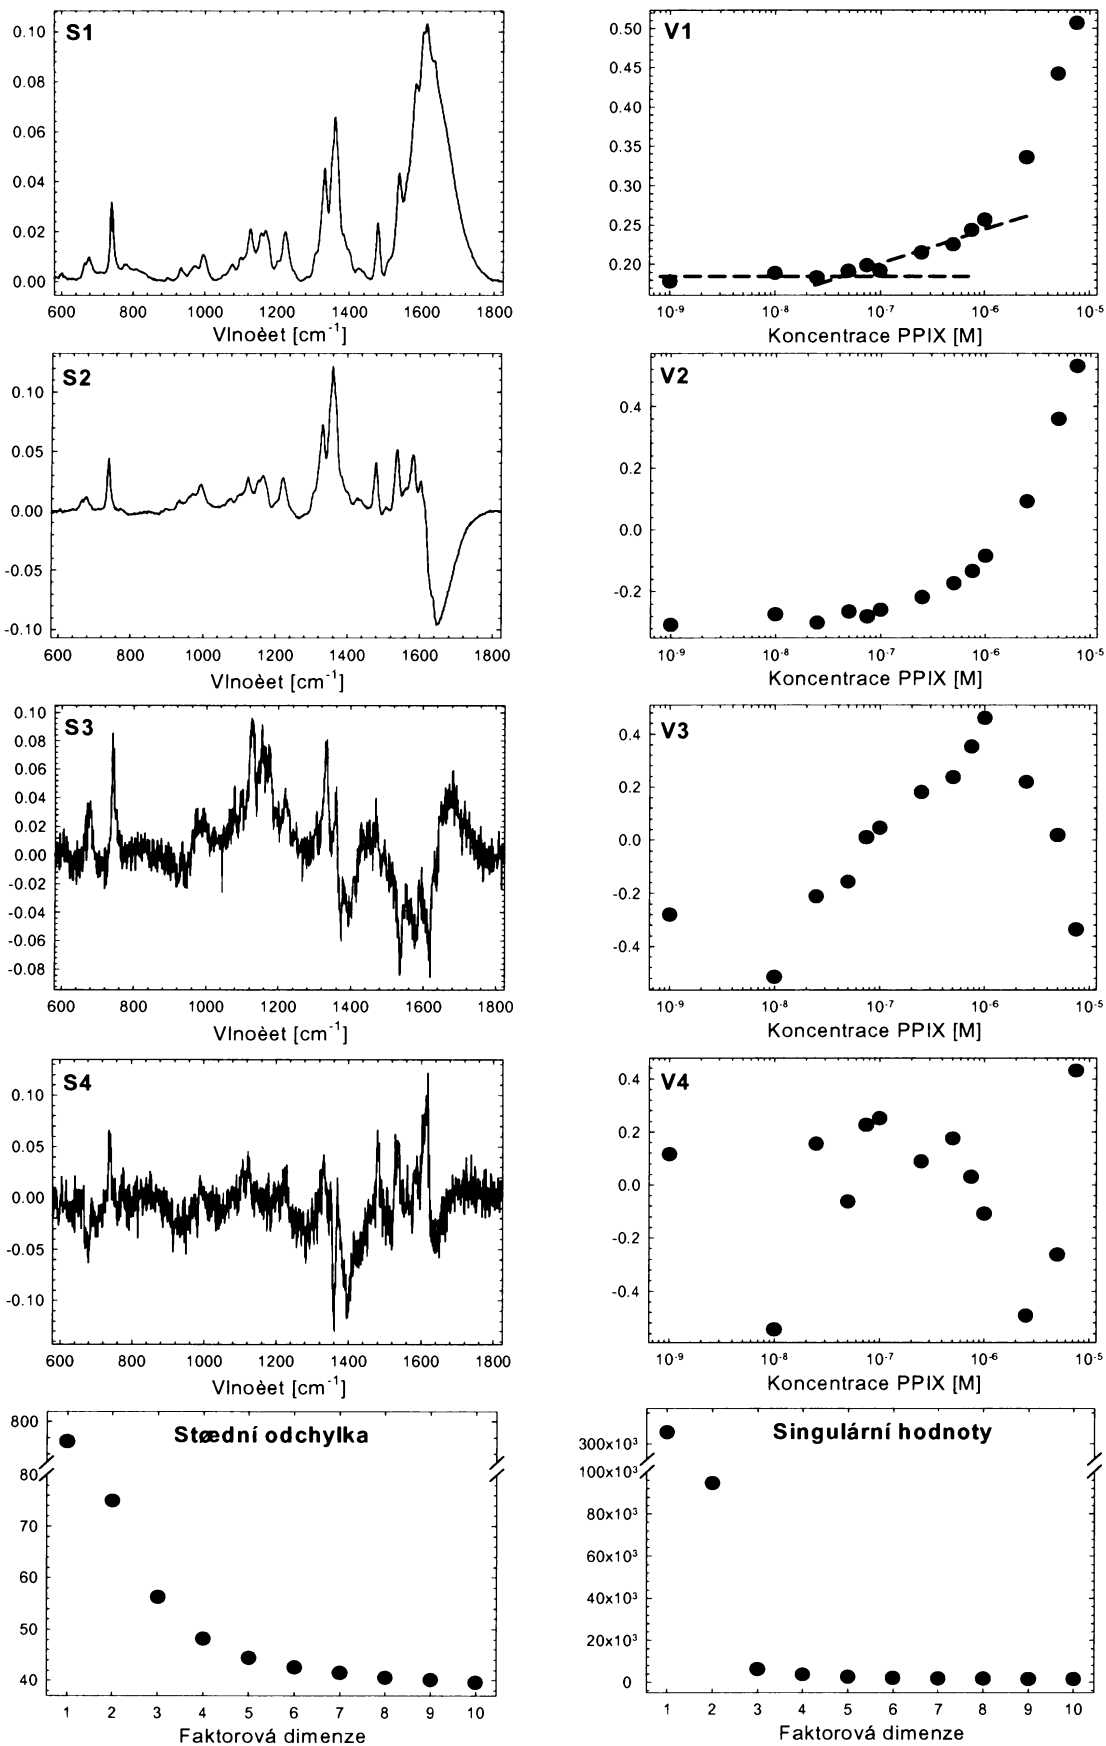 S1
0.10
0.08
0.06
0.04
0.02
0.00
600 800 1000 1200 1400 1600 1800
Vlnoèet [cm⁻¹]
V1
0.50
0.45
0.40
0.35
0.30
0.25
0.20
10⁻⁹ 10⁻⁸ 10⁻⁷ 10⁻⁶ 10⁻⁵
Koncentrace PPIX [M]
S2
0.10
0.05
0.00
-0.05
-0.10
600 800 1000 1200 1400 1600 1800
Vlnoèet [cm⁻¹]
V2
0.4
0.2
0.0
-0.2
10⁻⁹ 10⁻⁸ 10⁻⁷ 10⁻⁶ 10⁻⁵
Koncentrace PPIX [M]
S3
0.10
0.08
0.06
0.04
0.02
0.00
-0.02
-0.04
-0.06
-0.08
600 800 1000 1200 1400 1600 1800
Vlnoèet [cm⁻¹]
V3
0.4
0.2
0.0
-0.2
-0.4
10⁻⁹ 10⁻⁸ 10⁻⁷ 10⁻⁶ 10⁻⁵
Koncentrace PPIX [M]
S4
0.10
0.05
0.00
-0.05
-0.10
600 800 1000 1200 1400 1600 1800
Vlnoèet [cm⁻¹]
V4
0.4
0.2
0.0
-0.2
-0.4
10⁻⁹ 10⁻⁸ 10⁻⁷ 10⁻⁶ 10⁻⁵
Koncentrace PPIX [M]
Støední odchylka
800
80
70
60
50
40
1 2 3 4 5 6 7 8 9 10
Faktorová dimenze
Singulární hodnoty
300x10³
100x10³
80x10³
60x10³
40x10³
20x10³
0
1 2 3 4 5 6 7 8 9 10
Faktorová dimenze